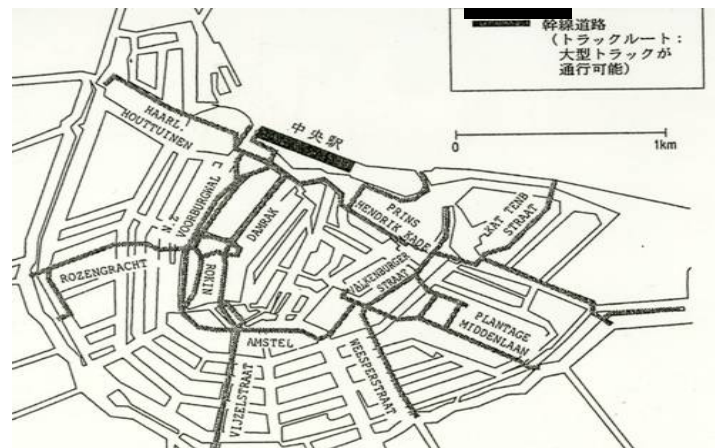 幹線道路
(トラックルート:
大型トラックが
通行可能)
0
1km
中央駅
HAARL.
HOUTTUINEN
N.Z.
VOORBURGWAL
DAMRAK
PRINS
HENDRIK KADE
KAT TENB
STRAAT
ROZENGRACHT
ROKIN
VALKENBURGER
STRAAT
PLANTAGE
MIDDENLAAN
AMSTEL
WEESPERSTRAAT
VIJZELSTRAAT